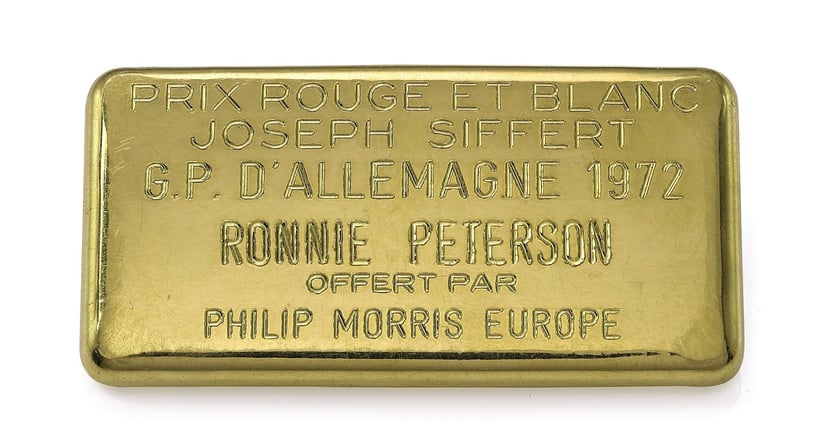 PRIX ROUGE ET BLANC
JOSEPH SIFFERT
G.P. D'ALLEMAGNE 1972
RONNIE PETERSON
OFFERT PAR
PHILIP MORRIS EUROPE